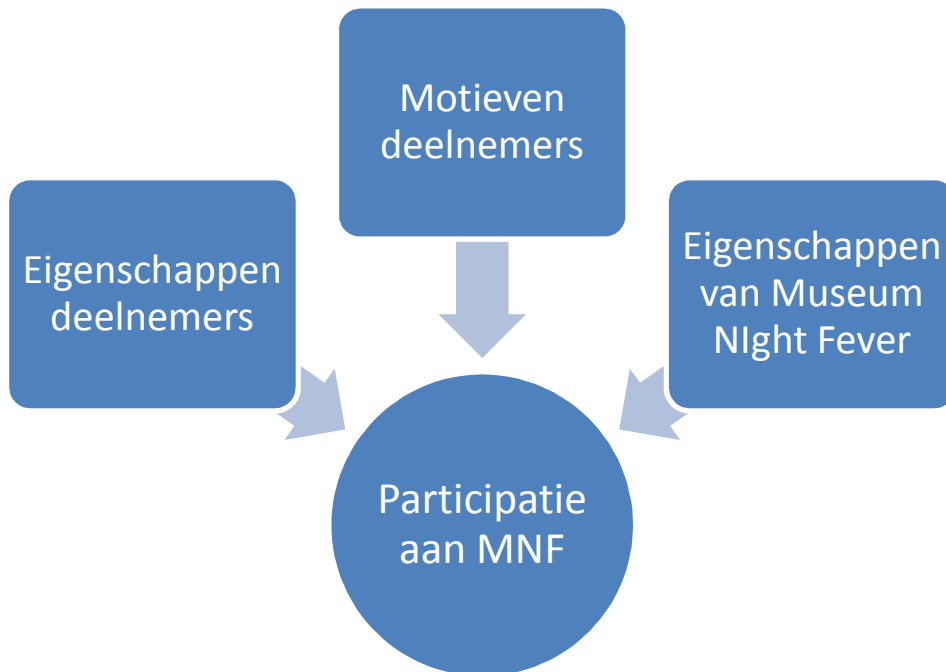 Motieven
deelnemers
Eigenschappen
deelnemers
Eigenschappen
van Museum
NIght Fever
Participatie
aan MNF